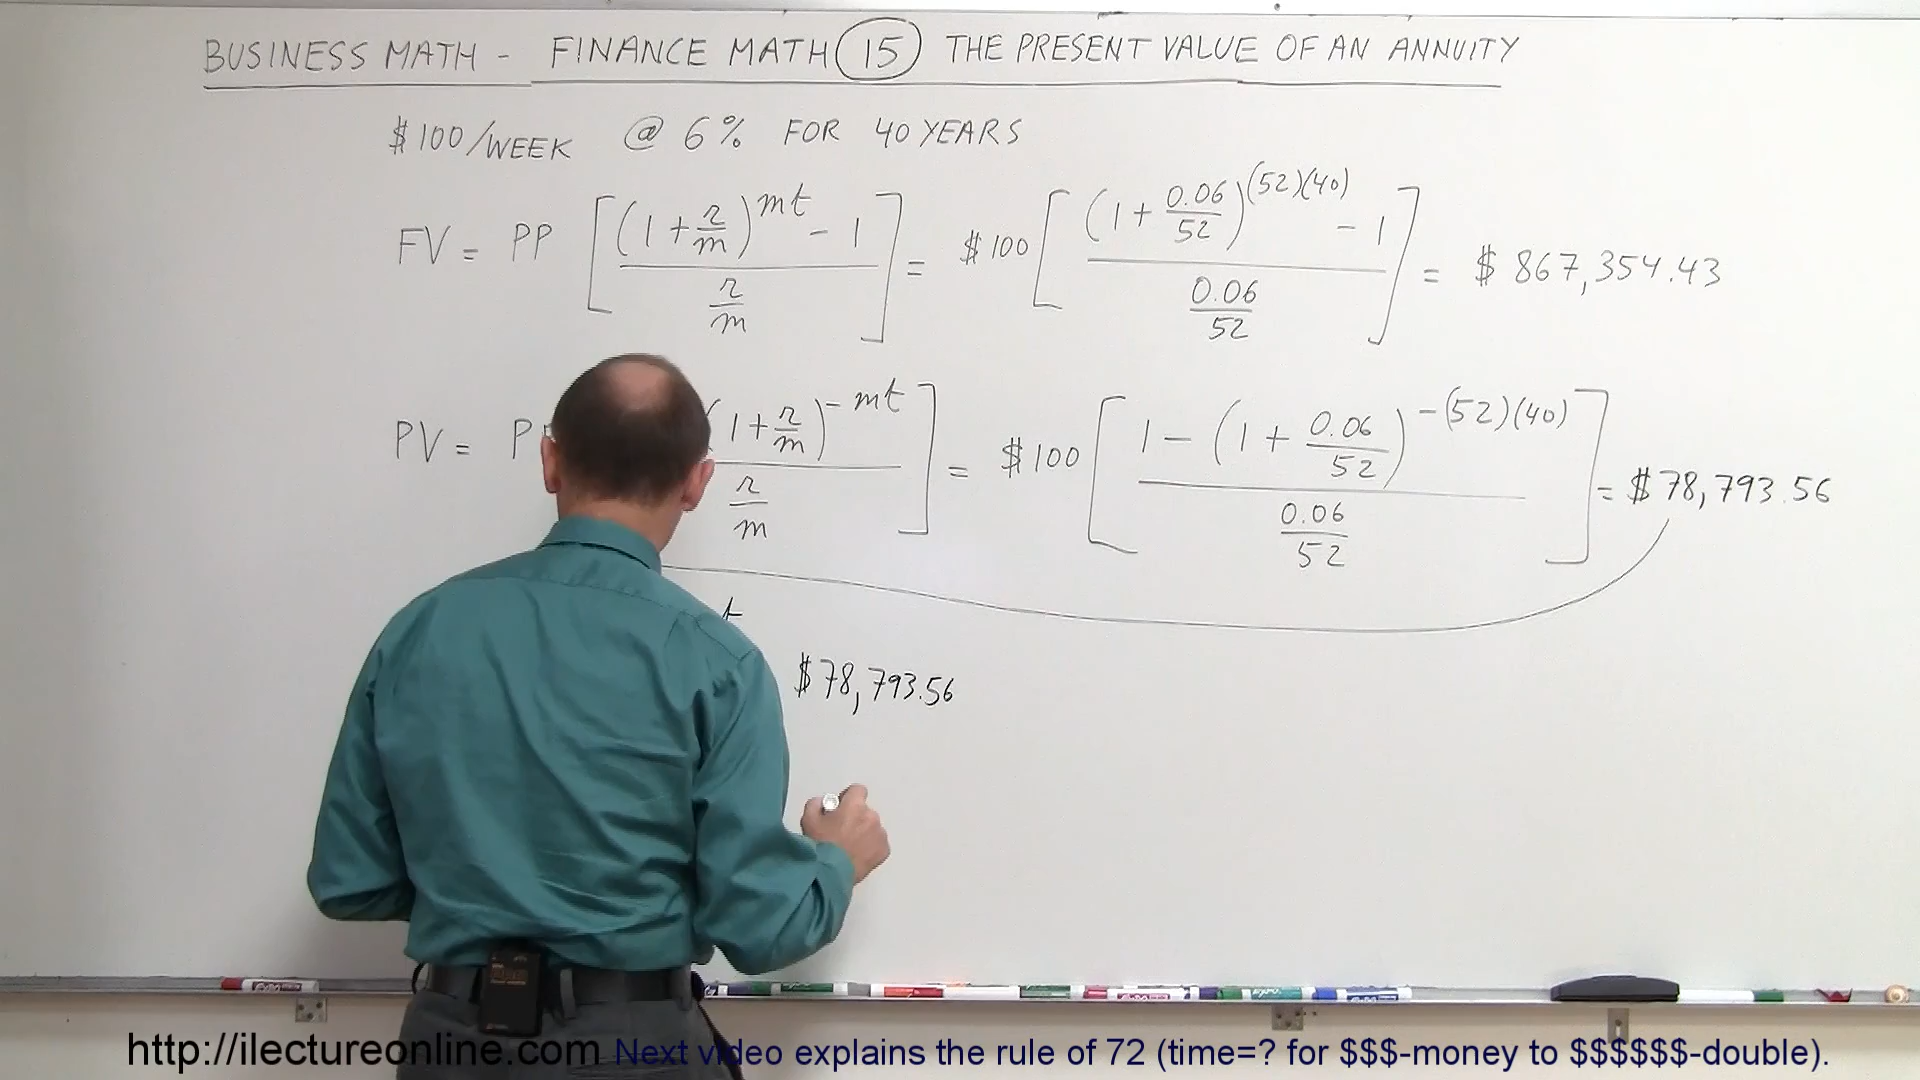 BUSINESS MATH - FINANCE MATH 15 THE PRESENT VALUE OF AN ANNUITY
$100/WEEK @ 6% FOR 40 YEARS
FV = PP [((1 + r/m)^mt - 1) / (r/m)] = $100 [((1 + 0.06/52)^(52)(40) - 1) / (0.06/52)] = $ 867,354.43
PV = P (1 + r/m)^-mt / (r/m)] = $100 [(1 - (1 + 0.06/52)^-(52)(40)) / (0.06/52)] = $78,793.56
t
$78,793.56
http://ilectureonline.com Next video explains the rule of 72 (time=? for $$$-money to $$$$$$-double).